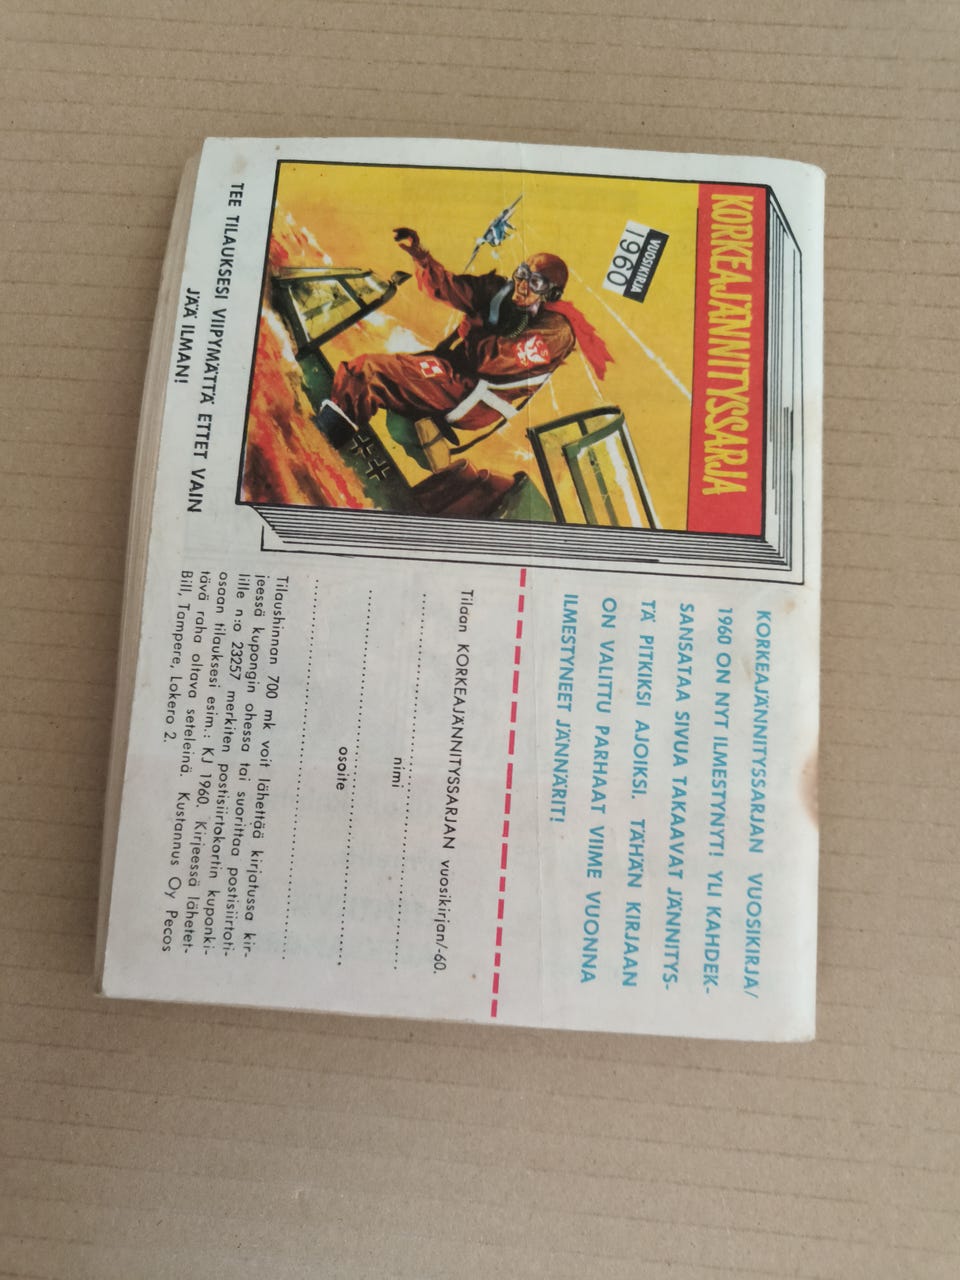 KORKEAJÄNNITYSSARJA
VUOSIKIRJA
1960
TEE TILAUKSESI VIIPYMÄTTÄ ETTET VAIN
JÄÄ ILMAN!
KORKEAJÄNNITYSSARJAN VUOSIKIRJA/
1960 ON NYT ILMESTYNYT! YLI KAHDEK-
SANSATAA SIVUA TAKAAVAT JÄNNITYS-
TÄ PITKIKSI AJOIKSI. TÄHÄN KIRJAAN
ON VALITTU PARHAAT VIIME VUONNA
ILMESTYNEET JÄNNÄRIT!
Tilaan KORKEAJÄNNITYSSARJAN vuosikirjan/-60.
nimi
osoite
Tilaushinnan 700 mk voit lähettää kirjatussa kir-
jeessä kupongin ohessa tai suorittaa postisiirtoti-
lille n:o 23257 merkiten postisiirtokortin kuponki-
osaan tilauksesi esim.: KJ 1960. Kirjeessä lähetet-
tävä raha oltava seteleinä. Kustannus Oy Pecos
Bill, Tampere, Lokero 2.